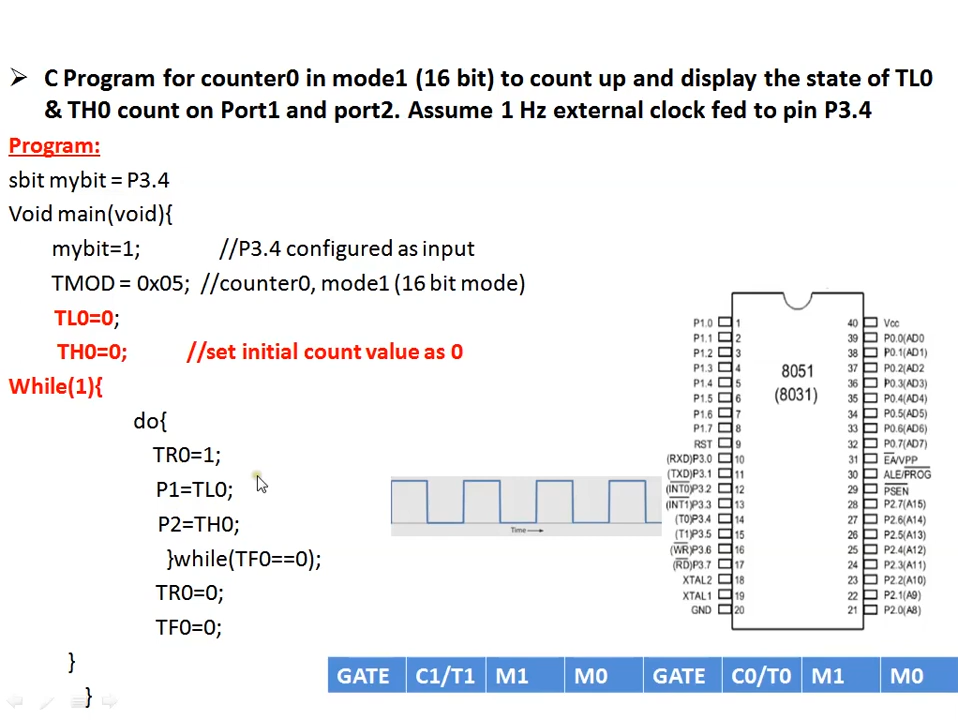 ➢ C Program for counter0 in mode1 (16 bit) to count up and display the state of TL0
& TH0 count on Port1 and port2. Assume 1 Hz external clock fed to pin P3.4
Program:
sbit mybit = P3.4
Void main(void){
mybit=1; //P3.4 configured as input
TMOD = 0x05; //counter0, mode1 (16 bit mode)
TL0=0;
TH0=0; //set initial count value as 0
While(1){
do{
TR0=1;
P1=TL0;
P2=TH0;
}while(TF0==0);
TR0=0;
TF0=0;
}
}
Time
8051
(8031)
P1.0 1 40 Vcc
P1.1 2 39 P0.0(AD0
P1.2 3 38 P0.1(AD1)
P1.3 4 37 P0.2(AD2
P1.4 5 36 P0.3(AD3)
P1.5 6 35 P0.4(AD4)
P1.6 7 34 P0.5(AD5)
P1.7 8 33 P0.6(AD6)
RST 9 32 P0.7(AD7)
(RXD)P3.0 10 31 EA/VPP
(TXD)P3.1 11 30 ALE/PROG
(INT0)P3.2 12 29 PSEN
(INT1)P3.3 13 28 P2.7(A15)
(T0)P3.4 14 27 P2.6(A14)
(T1)P3.5 15 26 P2.5(A13)
(WR)P3.6 16 25 P2.4(A12)
(RD)P3.7 17 24 P2.3(A11)
XTAL2 18 23 P2.2(A10)
XTAL1 19 22 P2.1(A9)
GND 20 21 P2.0(A8)
GATE C1/T1 M1 M0 GATE C0/T0 M1 M0